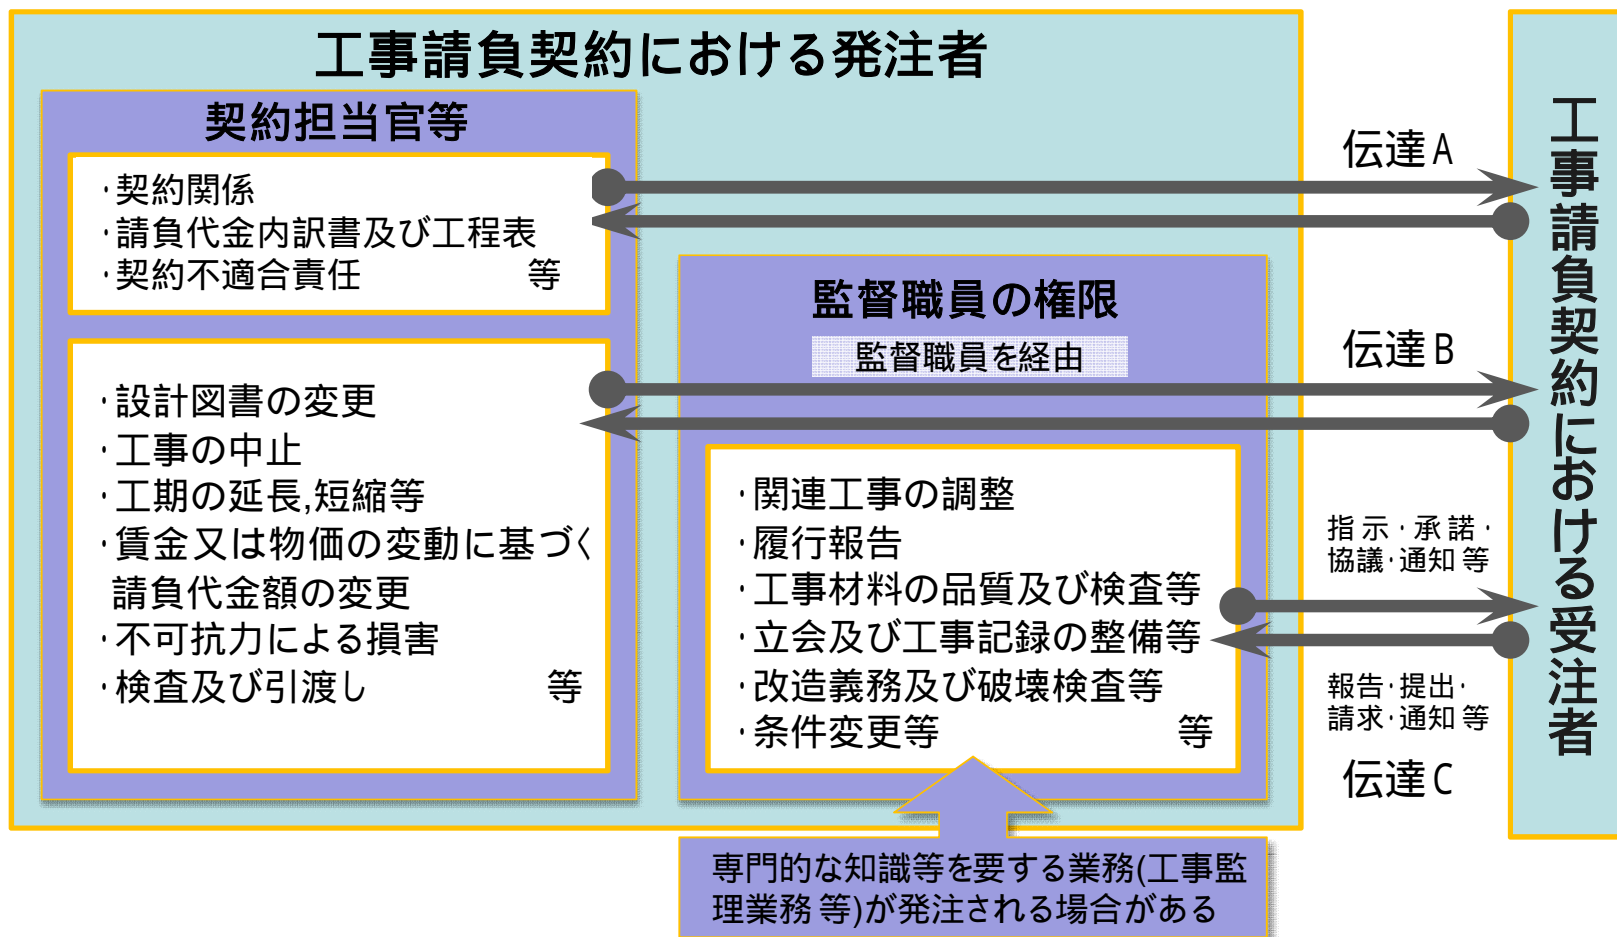 工事請負契約における発注者
契約担当官等
･契約関係
･請負代金内訳書及び工程表
･契約不適合責任 等
･設計図書の変更
･工事の中止
･工期の延長,短縮等
･賃金又は物価の変動に基づく
請負代金額の変更
･不可抗力による損害
･検査及び引渡し 等
監督職員の権限
監督職員を経由
･関連工事の調整
･履行報告
･工事材料の品質及び検査等
･立会及び工事記録の整備等
･改造義務及び破壊検査等
･条件変更等 等
専門的な知識等を要する業務(工事監
理業務等)が発注される場合がある
伝達A
伝達B
指示･承諾･
協議･通知等
報告･提出･
請求･通知等
伝達C
工事請負契約における受注者